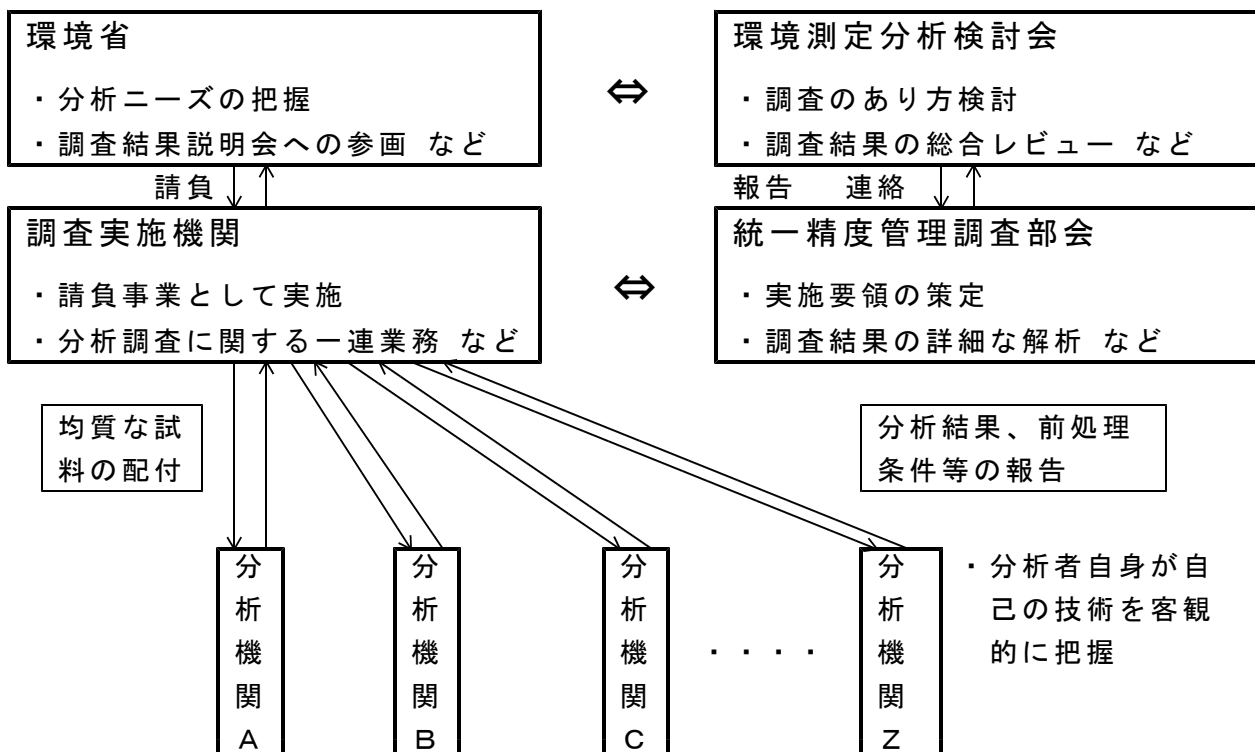 環境省
・分析ニーズの把握
・調査結果説明会への参画 など
⇔
環境測定分析検討会
・調査のあり方検討
・調査結果の総合レビュー など
請負
報告 連絡
調査実施機関
・請負事業として実施
・分析調査に関する一連業務 など
⇔
統一精度管理調査部会
・実施要領の策定
・調査結果の詳細な解析 など
均質な試
料の配付
分析結果、前処理
条件等の報告
分析機関A
分析機関B
分析機関C
・・・・
分析機関Z
・分析者自身が自
己の技術を客観
的に把握